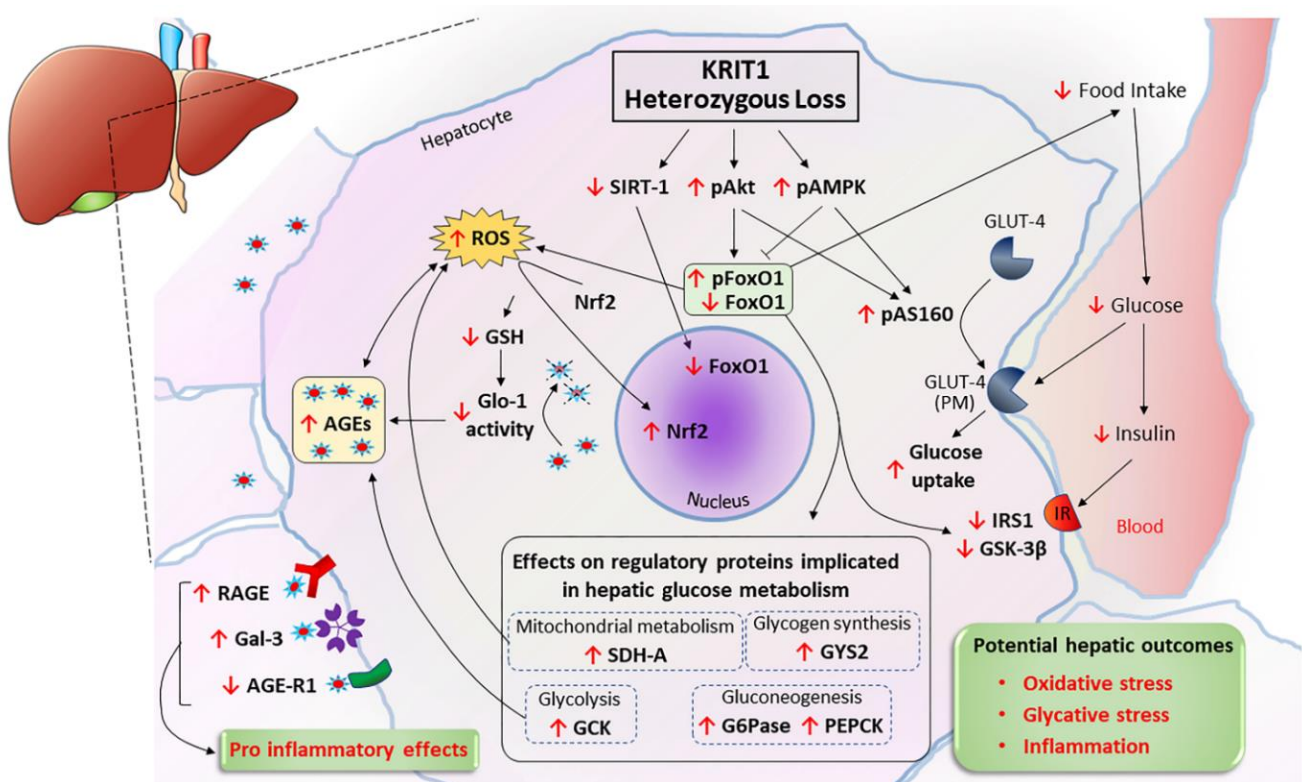 KRIT1
Heterozygous Loss
Hepatocyte
↓ Food Intake
↓ SIRT-1
↑ pAkt
↑ pAMPK
GLUT-4
↑ ROS
↑ pFoxO1
↓ FoxO1
Nrf2
↑ pAS160
↓ Glucose
↓ GSH
↓ FoxO1
GLUT-4
(PM)
↑ AGEs
↓ Glo-1
activity
↑ Nrf2
↓ Insulin
↑ Glucose
uptake
Nucleus
↓ IRS1
↓ GSK-3β
IR
Blood
Effects on regulatory proteins implicated
in hepatic glucose metabolism
Mitochondrial metabolism
↑ SDH-A
Glycogen synthesis
↑ GYS2
Glycolysis
↑ GCK
Gluconeogenesis
↑ G6Pase ↑ PEPCK
↑ RAGE
↑ Gal-3
↓ AGE-R1
Pro inflammatory effects
Potential hepatic outcomes
• Oxidative stress
• Glycative stress
• Inflammation